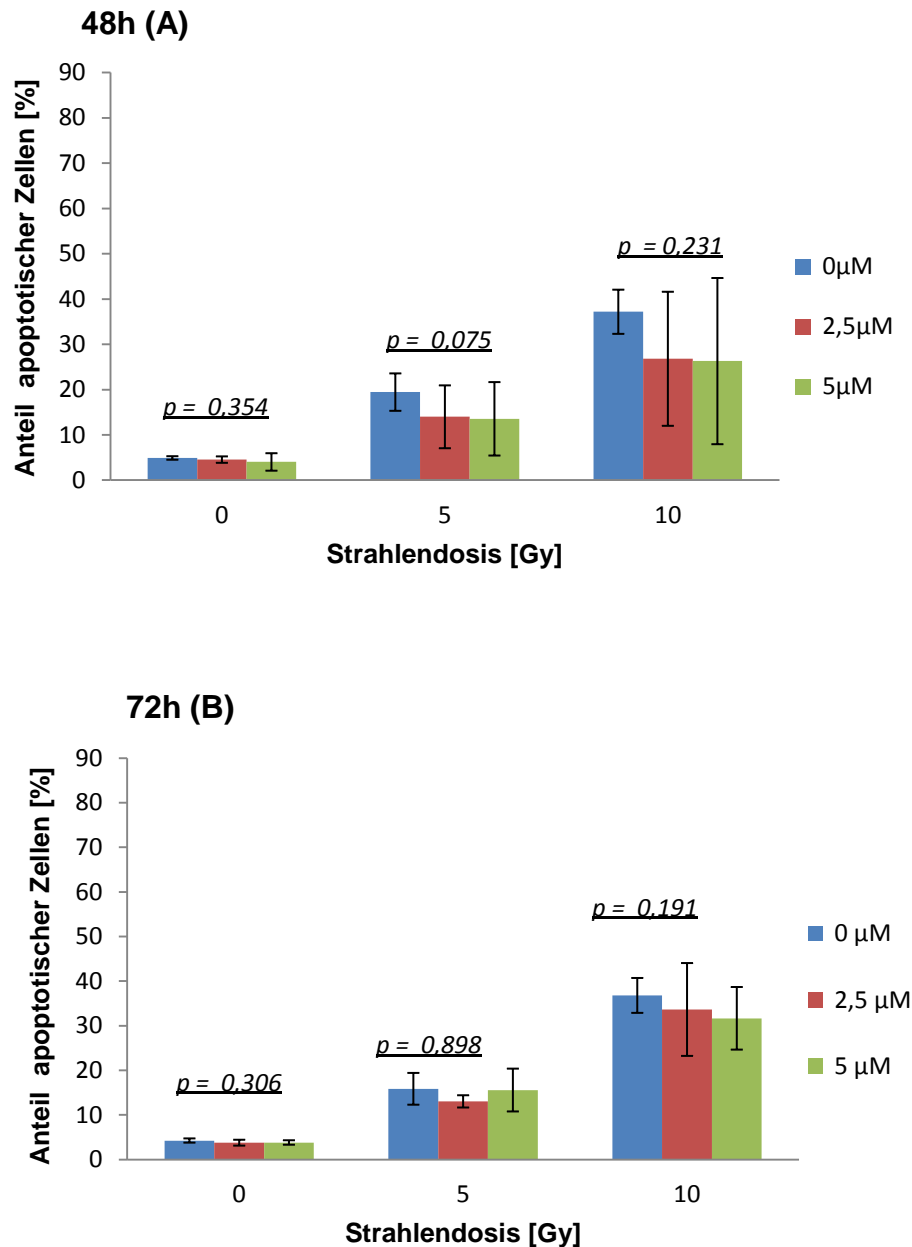 48h (A)
Anteil apoptotischer Zellen [%]
90
80
70
60
50
40
30
20
10
0
p = 0,354
p = 0,075
p = 0,231
0µM
2,5µM
5µM
0
5
10
Strahlendosis [Gy]
72h (B)
Anteil apoptotischer Zellen [%]
90
80
70
60
50
40
30
20
10
0
p = 0,306
p = 0,898
p = 0,191
0 µM
2,5 µM
5 µM
0
5
10
Strahlendosis [Gy]